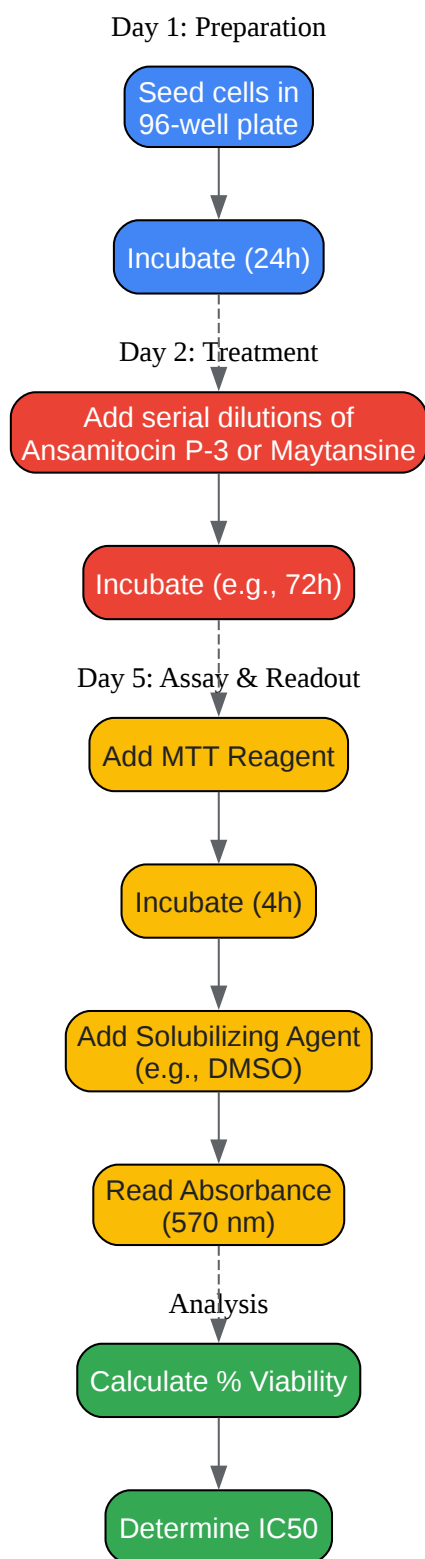 Day 1: Preparation
Seed cells in
96-well plate
Incubate (24h)
Day 2: Treatment
Add serial dilutions of
Ansamitocin P-3 or Maytansine
Incubate (e.g., 72h)
Day 5: Assay & Readout
Add MTT Reagent
Incubate (4h)
Add Solubilizing Agent
(e.g., DMSO)
Read Absorbance
(570 nm)
Analysis
Calculate % Viability
Determine IC50